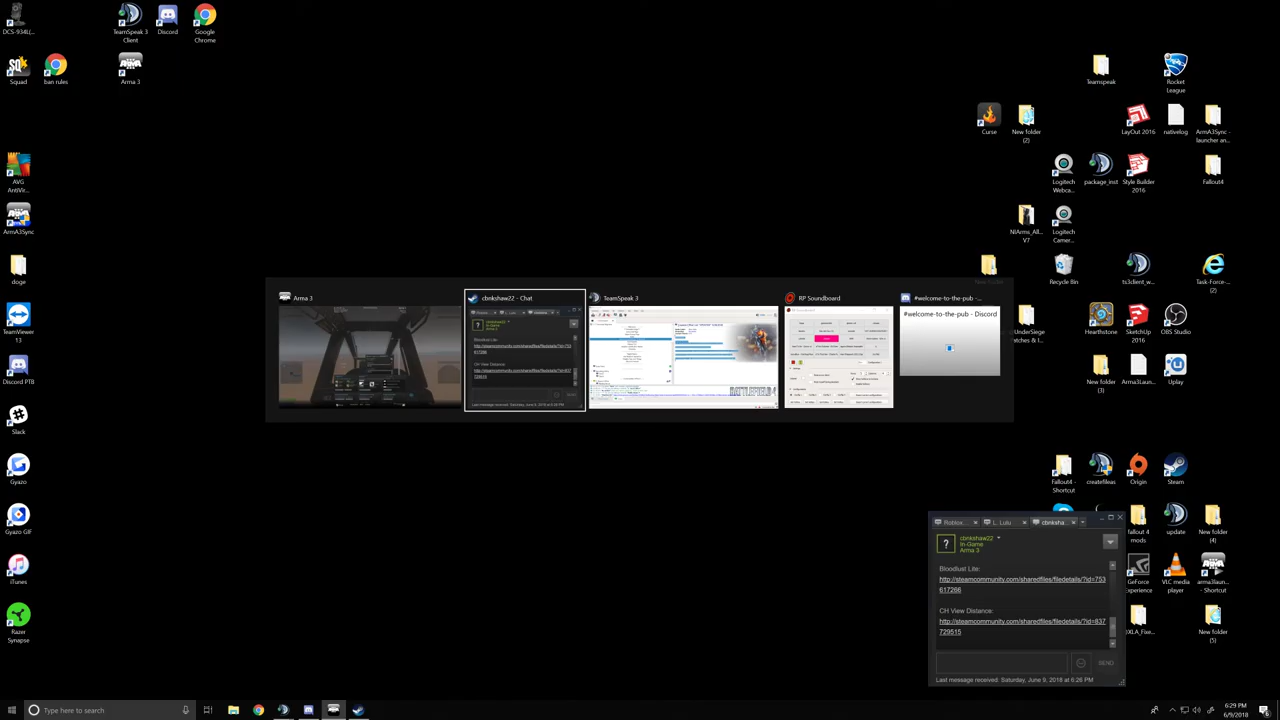 DCS-934L(...
TeamSpeak 3
Client
Discord
Google
Chrome
Squad
ban rules
Arma 3
Teamspeak
Rocket
League
Curse
New folder
(2)
LayOut 2016
nativelog
ArmA3Sync -
launcher an...
AVG
AntiVir...
Logitech
Webca...
package_inst
Style Builder
2016
Fallout4
ArmA3Sync
NIArms_All...
V7
Logitech
Camer...
doge
Recycle Bin
ts3client_w...
Task-Force-...
(2)
Arma 3
cbnkshaw22 - Chat
TeamSpeak 3
RP Soundboard
#welcome-to-the-pub -...
#welcome-to-the-pub - Discord
TeamViewer
13
UnderSiege
Hearthstone
SketchUp
2016
OBS Studio
Discord PTB
New folder
(3)
Arma3Laun...
Uplay
Slack
Gyazo
Fallout4 -
Shortcut
createfileas
Origin
Steam
Gyazo GIF
fallout 4
mods
update
New folder
(4)
Roblox...
L. Lulu
cbnksha...
cbnkshaw22
In-Game
Arma 3
Bloodlust Lite:
http://steamcommunity.com/sharedfiles/filedetails/?id=753
617266
CH View Distance:
http://steamcommunity.com/sharedfiles/filedetails/?id=837
729515
SEND
Last message received: Saturday, June 9, 2018 at 6:26 PM
iTunes
GeForce
Experience
VLC media
player
arma3laun...
- Shortcut
Razer
Synapse
New folder
(5)
Type here to search
6:29 PM
6/9/2018